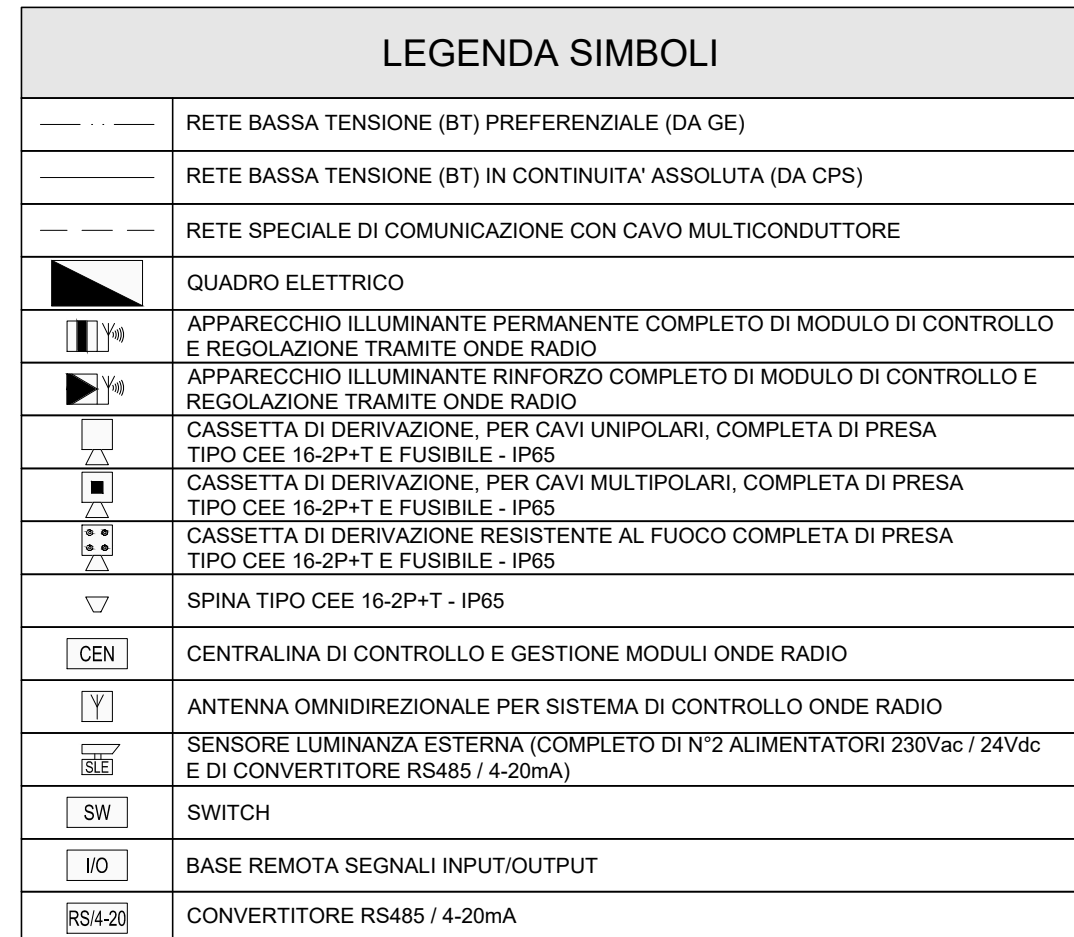 LEGENDA SIMBOLI
RETE BASSA TENSIONE (BT) PREFERENZIALE (DA GE)
RETE BASSA TENSIONE (BT) IN CONTINUITA' ASSOLUTA (DA CPS)
RETE SPECIALE DI COMUNICAZIONE CON CAVO MULTICONDUTTORE
QUADRO ELETTRICO
APPARECCHIO ILLUMINANTE PERMANENTE COMPLETO DI MODULO DI CONTROLLO
E REGOLAZIONE TRAMITE ONDE RADIO
APPARECCHIO ILLUMINANTE RINFORZO COMPLETO DI MODULO DI CONTROLLO E
REGOLAZIONE TRAMITE ONDE RADIO
CASSETTA DI DERIVAZIONE, PER CAVI UNIPOLARI, COMPLETA DI PRESA
TIPO CEE 16-2P+T E FUSIBILE - IP65
CASSETTA DI DERIVAZIONE, PER CAVI MULTIPOLARI, COMPLETA DI PRESA
TIPO CEE 16-2P+T E FUSIBILE - IP65
CASSETTA DI DERIVAZIONE RESISTENTE AL FUOCO COMPLETA DI PRESA
TIPO CEE 16-2P+T E FUSIBILE - IP65
SPINA TIPO CEE 16-2P+T - IP65
CEN CENTRALINA DI CONTROLLO E GESTIONE MODULI ONDE RADIO
ANTENNA OMNIDIREZIONALE PER SISTEMA DI CONTROLLO ONDE RADIO
SENSORE LUMINANZA ESTERNA (COMPLETO DI N°2 ALIMENTATORI 230Vac / 24Vdc
SLE E DI CONVERTITORE RS485 / 4-20mA)
SW SWITCH
I/O BASE REMOTA SEGNALI INPUT/OUTPUT
RS/4-20 CONVERTITORE RS485 / 4-20mA